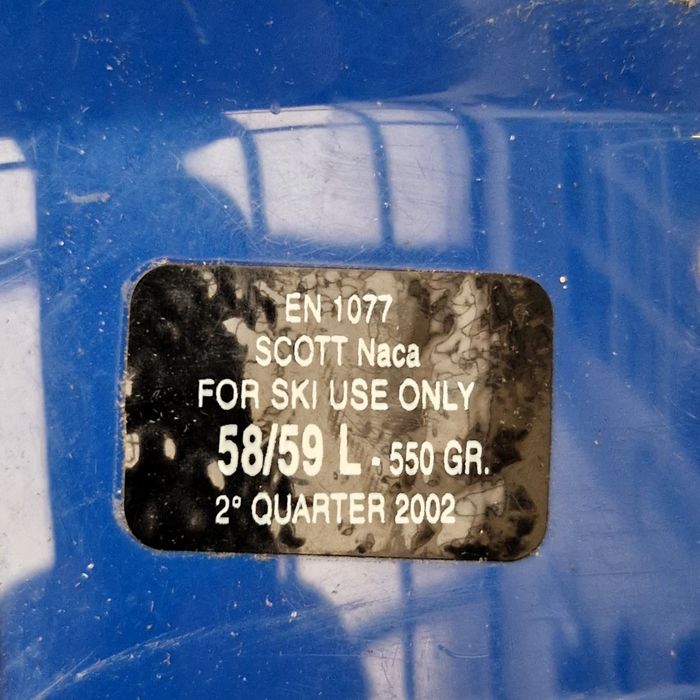 EN 1077
SCOTT Naca
FOR SKI USE ONLY
58/59 L - 550 GR.
2° QUARTER 2002